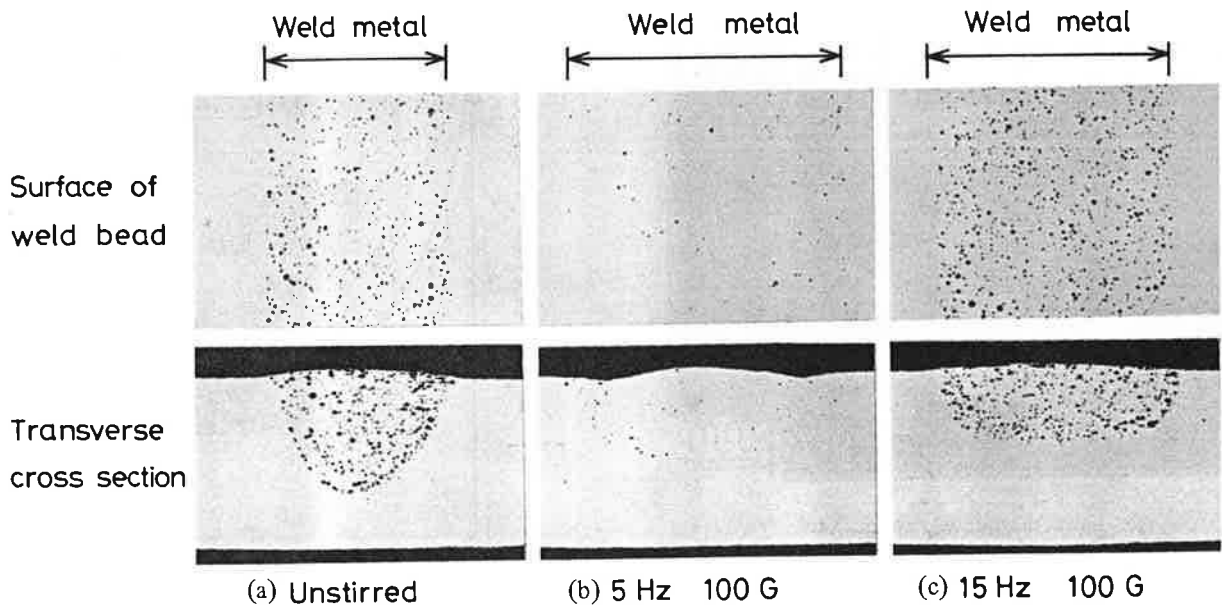 Weld metal
Weld metal
Weld metal
Surface of
weld bead
Transverse
cross section
(a) Unstirred
(b) 5 Hz 100 G
(c) 15 Hz 100 G